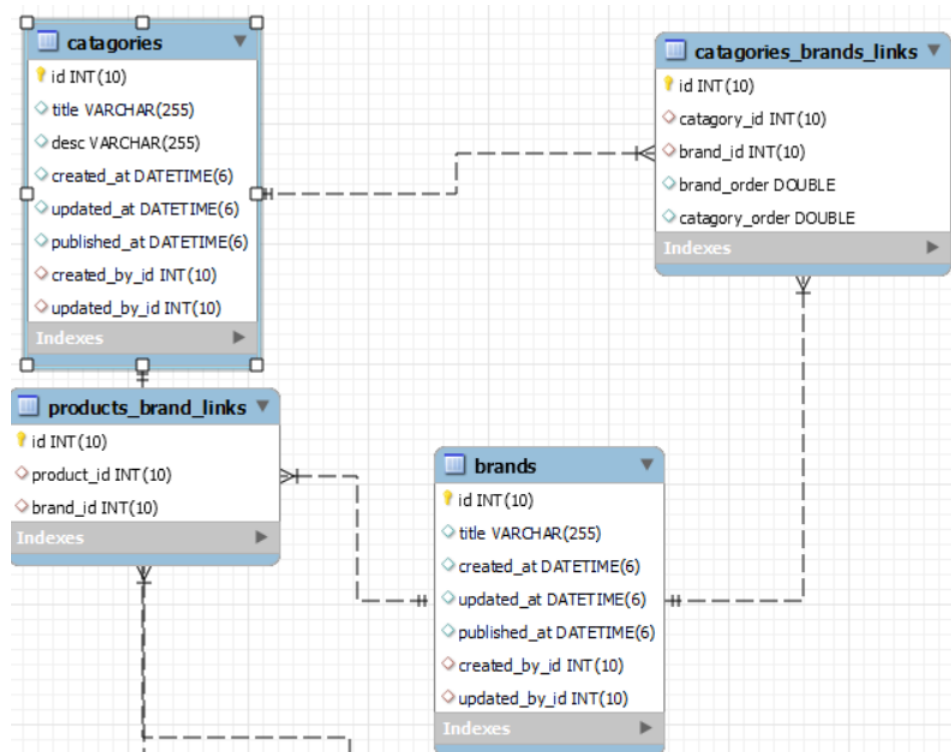 catagories
id INT(10)
title VARCHAR(255)
desc VARCHAR(255)
created_at DATETIME(6)
updated_at DATETIME(6)
published_at DATETIME(6)
created_by_id INT(10)
updated_by_id INT(10)
Indexes
catagories_brands_links
id INT(10)
catagory_id INT(10)
brand_id INT(10)
brand_order DOUBLE
catagory_order DOUBLE
Indexes
products_brand_links
id INT(10)
product_id INT(10)
brand_id INT(10)
Indexes
brands
id INT(10)
title VARCHAR(255)
created_at DATETIME(6)
updated_at DATETIME(6)
published_at DATETIME(6)
created_by_id INT(10)
updated_by_id INT(10)
Indexes